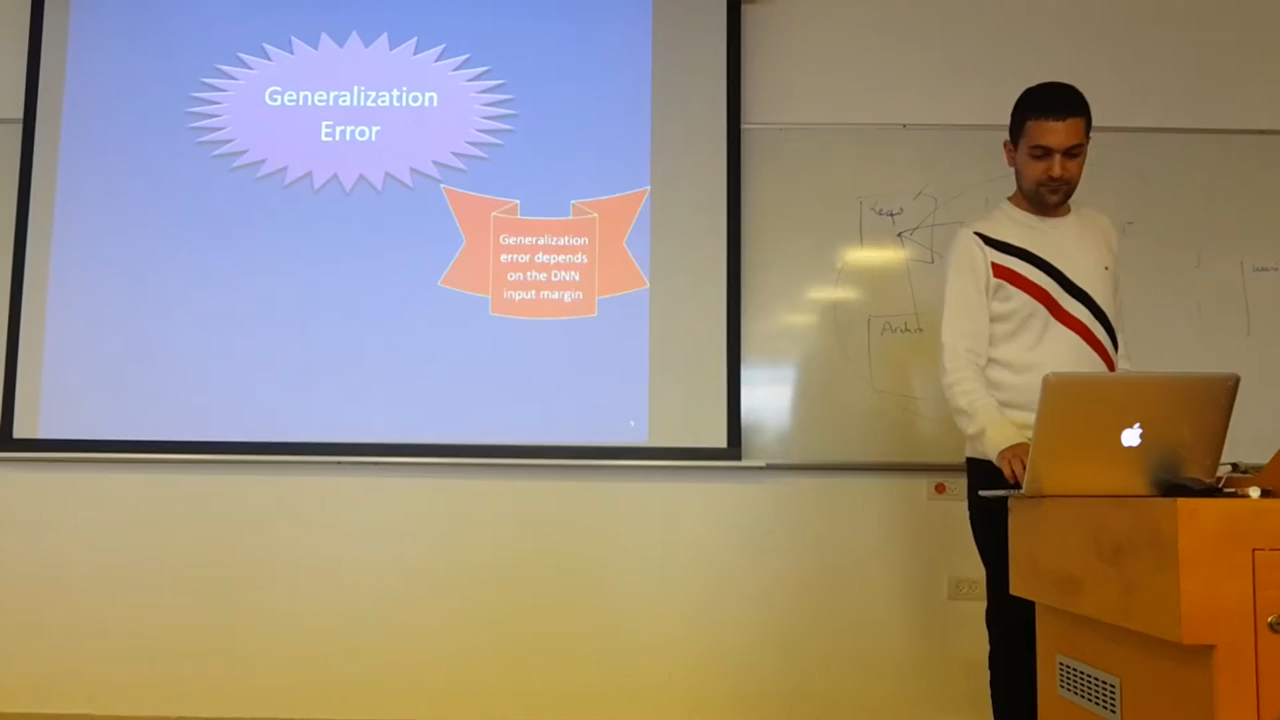 Generalization
Error
Generalization
error depends
on the DNN
input margin